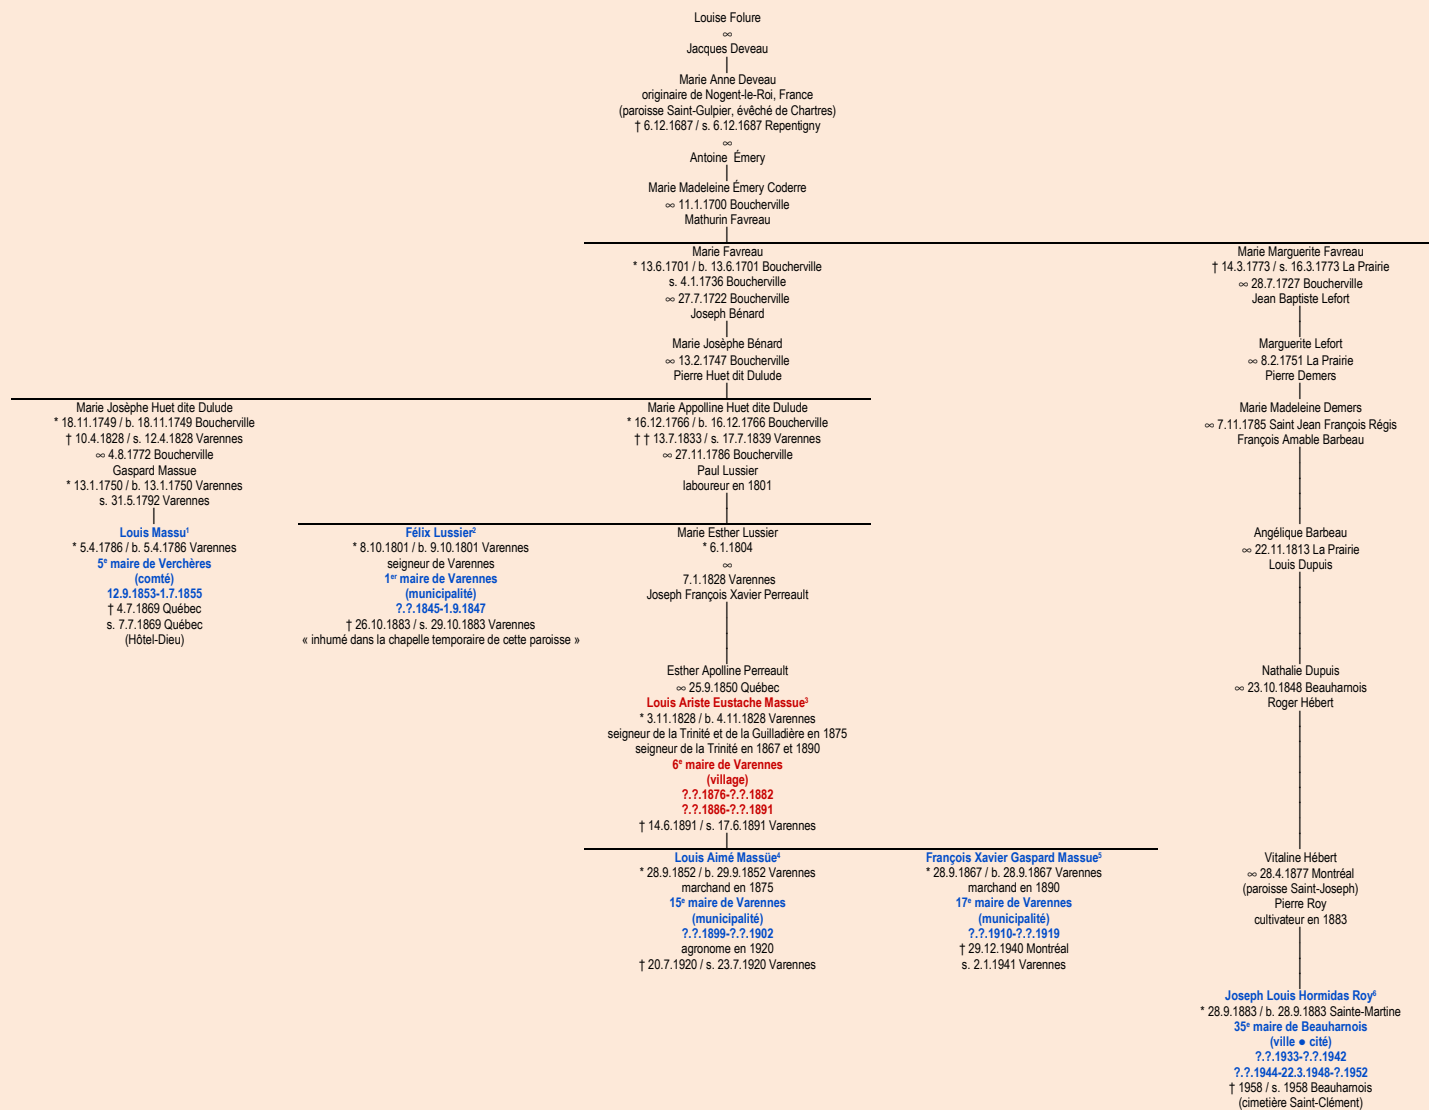 Louise Folure
∞
Jacques Deveau
Marie Anne Deveau
originaire de Nogent-le-Roi, France
(paroisse Saint-Gulpier, évêché de Chartres)
† 6.12.1687 / s. 6.12.1687 Repentigny
∞
Antoine Émery
Marie Madeleine Émery Coderre
∞ 11.1.1700 Boucherville
Mathurin Favreau
Marie Favreau
* 13.6.1701 / b. 13.6.1701 Boucherville
s. 4.1.1736 Boucherville
∞ 27.7.1722 Boucherville
Joseph Bénard
Marie Marguerite Favreau
† 14.3.1773 / s. 16.3.1773 La Prairie
∞ 28.7.1727 Boucherville
Jean Baptiste Lefort
Marie Josèphe Bénard
∞ 13.2.1747 Boucherville
Pierre Huet dit Dulude
Marguerite Lefort
∞ 8.2.1751 La Prairie
Pierre Demers
Marie Josèphe Huet dite Dulude
* 18.11.1749 / b. 18.11.1749 Boucherville
† 10.4.1828 / s. 12.4.1828 Varennes
∞ 4.8.1772 Boucherville
Gaspard Massue
* 13.1.1750 / b. 13.1.1750 Varennes
s. 31.5.1792 Varennes
Marie Appolline Huet dite Dulude
* 16.12.1766 / b. 16.12.1766 Boucherville
† † 13.7.1833 / s. 17.7.1839 Varennes
∞ 27.11.1786 Boucherville
Paul Lussier
laboureur en 1801
Marie Madeleine Demers
∞ 7.11.1785 Saint Jean François Régis
François Amable Barbeau
Louis Massu¹
* 5.4.1786 / b. 5.4.1786 Varennes
5e maire de Verchères
(comté)
12.9.1853-1.7.1855
† 4.7.1869 Québec
s. 7.7.1869 Québec
(Hôtel-Dieu)
Félix Lussier²
* 8.10.1801 / b. 9.10.1801 Varennes
seigneur de Varennes
1er maire de Varennes
(municipalité)
?.?.1845-1.9.1847
† 26.10.1883 / s. 29.10.1883 Varennes
« inhumé dans la chapelle temporaire de cette paroisse »
Marie Esther Lussier
* 6.1.1804
∞
7.1.1828 Varennes
Joseph François Xavier Perreault
Angélique Barbeau
∞ 22.11.1813 La Prairie
Louis Dupuis
Esther Apolline Perreault
∞ 25.9.1850 Québec
Louis Ariste Eustache Massue³
* 3.11.1828 / b. 4.11.1828 Varennes
seigneur de la Trinité et de la Guilladière en 1875
seigneur de la Trinité en 1867 et 1890
6e maire de Varennes
(village)
?.?.1876-?.?.1882
?.?.1886-?.?.1891
† 14.6.1891 / s. 17.6.1891 Varennes
Nathalie Dupuis
∞ 23.10.1848 Beauharnois
Roger Hébert
Louis Aimé Massüe⁴
* 28.9.1852 / b. 29.9.1852 Varennes
marchand en 1875
15e maire de Varennes
(municipalité)
?.?.1899-?.?.1902
agronome en 1920
† 20.7.1920 / s. 23.7.1920 Varennes
François Xavier Gaspard Massue⁵
* 28.9.1867 / b. 28.9.1867 Varennes
marchand en 1890
17e maire de Varennes
(municipalité)
?.?.1910-?.?.1919
† 29.12.1940 Montréal
s. 2.1.1941 Varennes
Vitaline Hébert
∞ 28.4.1877 Montréal
(paroisse Saint-Joseph)
Pierre Roy
cultivateur en 1883
Joseph Louis Hormidas Roy⁶
* 28.9.1883 / b. 28.9.1883 Sainte-Martine
35e maire de Beauharnois
(ville ● cité)
?.?.1933-?.?.1942
?.?.1944-22.3.1948-?.1952
† 1958 / s. 1958 Beauharnois
(cimetière Saint-Clément)